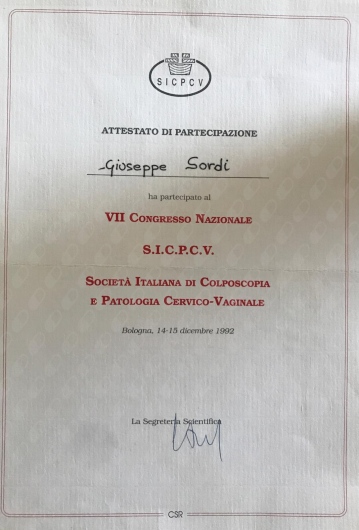 SICPCV
ATTESTATO DI PARTECIPAZIONE
Giuseppe Sordi
ha partecipato al
VII CONGRESSO NAZIONALE
S.I.C.P.C.V.
SOCIETÀ ITALIANA DI COLPOSCOPIA
E PATOLOGIA CERVICO-VAGINALE
Bologna, 14-15 dicembre 1992
La Segreteria Scientifica
CSR